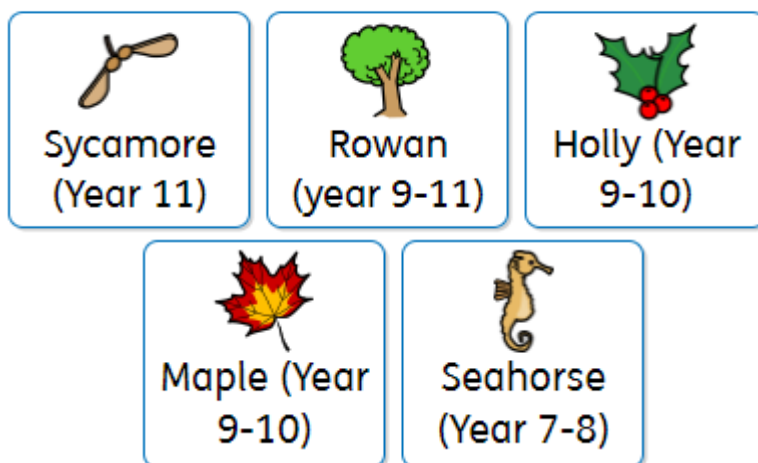 Sycamore
(Year 11)
Rowan
(year 9-11)
Holly (Year
9-10)
Maple (Year
9-10)
Seahorse
(Year 7-8)